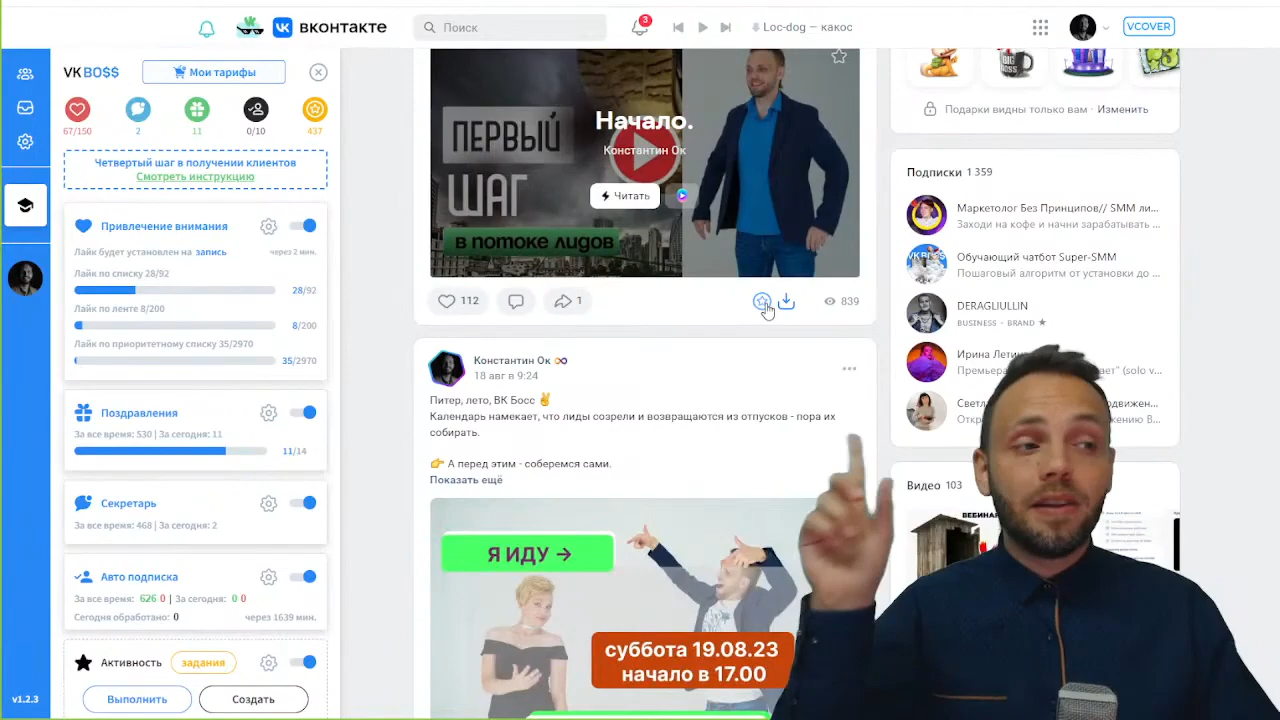 вконтакте
Поиск
3
Loc-dog — какос
VCOVER
VK BO$$
Мои тарифы
67/150
2
11
0/10
437
Четвертый шаг в получении клиентов
Смотреть инструкцию
Привлечение внимания
Лайк будет установлен на запись
через 2 мин.
Лайк по списку 28/92
28/92
Лайк по ленте 8/200
8/200
Лайк по приоритетному списку 35/2970
35/2970
Поздравления
За все время: 530 | За сегодня: 11
11/14
Секретарь
За все время: 468 | За сегодня: 2
Авто подписка
За все время: 626 0 | За сегодня: 0 0
Сегодня обработано: 0
через 1639 мин.
Активность
задания
Выполнить
Создать
v1.2.3
ПЕРВЫЙ
ШАГ
в потоке лидов
Начало.
Константин Ок
Читать
112
1
839
Константин Ок
18 авг в 9:24
Питер, лето, ВК Босс ✌
Календарь намекает, что лиды созрели и возвращаются из отпусков - пора их
собирать.
👉 А перед этим - соберемся сами.
Показать ещё
Я ИДУ →
суббота 19.08.23
начало в 17.00
BIG
BOSS
Подарки видны только вам · Изменить
Подписки 1 359
Маркетолог Без Принципов// SMM ли...
Заходи на кофе и начни зарабатывать ...
Обучающий чатбот Super-SMM
Пошаговый алгоритм от установки до ...
DERAGLIULLIN
BUSINESS - BRAND ★
Ирина Лети
Премьера
ает" (solo v...
Светла
движен...
Откр
жению В...
Видео 103
ВЕБИНА